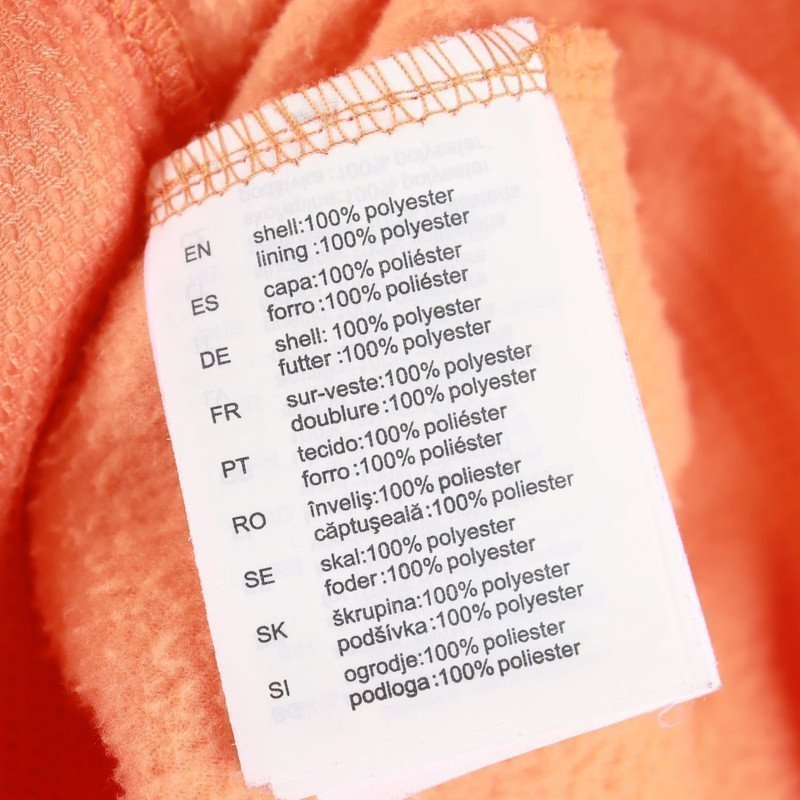 EN shell:100% polyester
lining :100% polyester
ES capa:100% poliéster
forro :100% poliéster
DE shell: 100% polyester
futter :100% polyester
FR sur-veste:100% polyester
doublure :100% polyester
PT tecido:100% poliéster
forro :100% poliéster
RO înveliş:100% poliester
căptuşeală :100% poliester
SE skal:100% polyester
foder :100% polyester
SK škrupina:100% polyester
podšívka :100% polyester
SI ogrodje:100% poliester
podloga :100% poliester